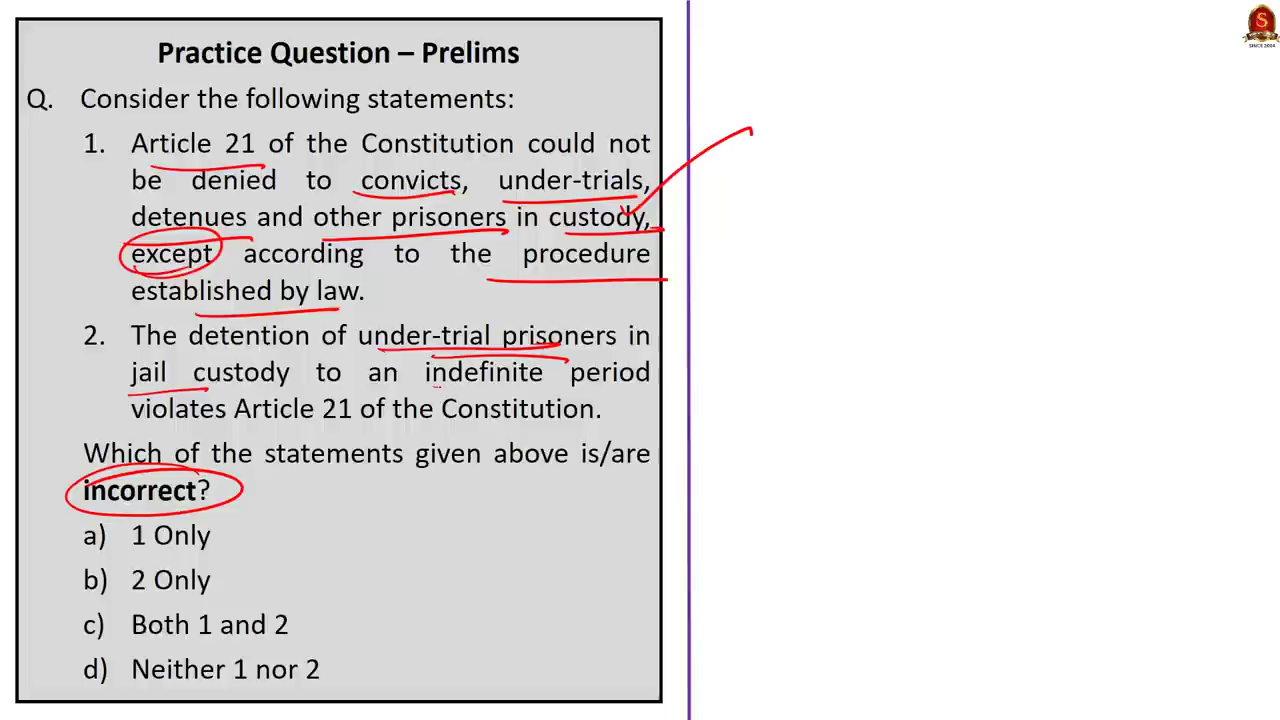 Practice Question – Prelims
Q. Consider the following statements:
1. Article 21 of the Constitution could not
be denied to convicts, under-trials,
detenues and other prisoners in custody,
except according to the procedure
established by law.
2. The detention of under-trial prisoners in
jail custody to an indefinite period
violates Article 21 of the Constitution.
Which of the statements given above is/are
incorrect?
a) 1 Only
b) 2 Only
c) Both 1 and 2
d) Neither 1 nor 2
S
SINCE 2004